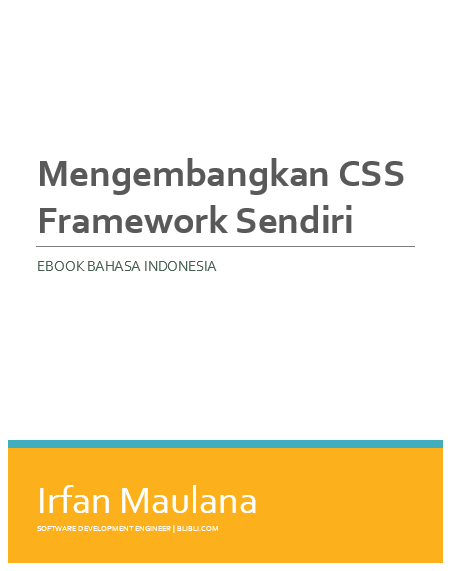 Mengembangkan CSS
Framework Sendiri
EBOOK BAHASA INDONESIA
Irfan Maulana
SOFTWARE DEVELOPMENT ENGINEER | BLIBLI.COM